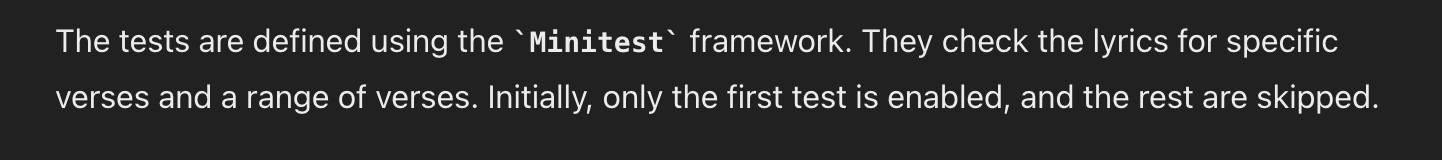 The tests are defined using the `Minitest` framework. They check the lyrics for specific
verses and a range of verses. Initially, only the first test is enabled, and the rest are skipped.